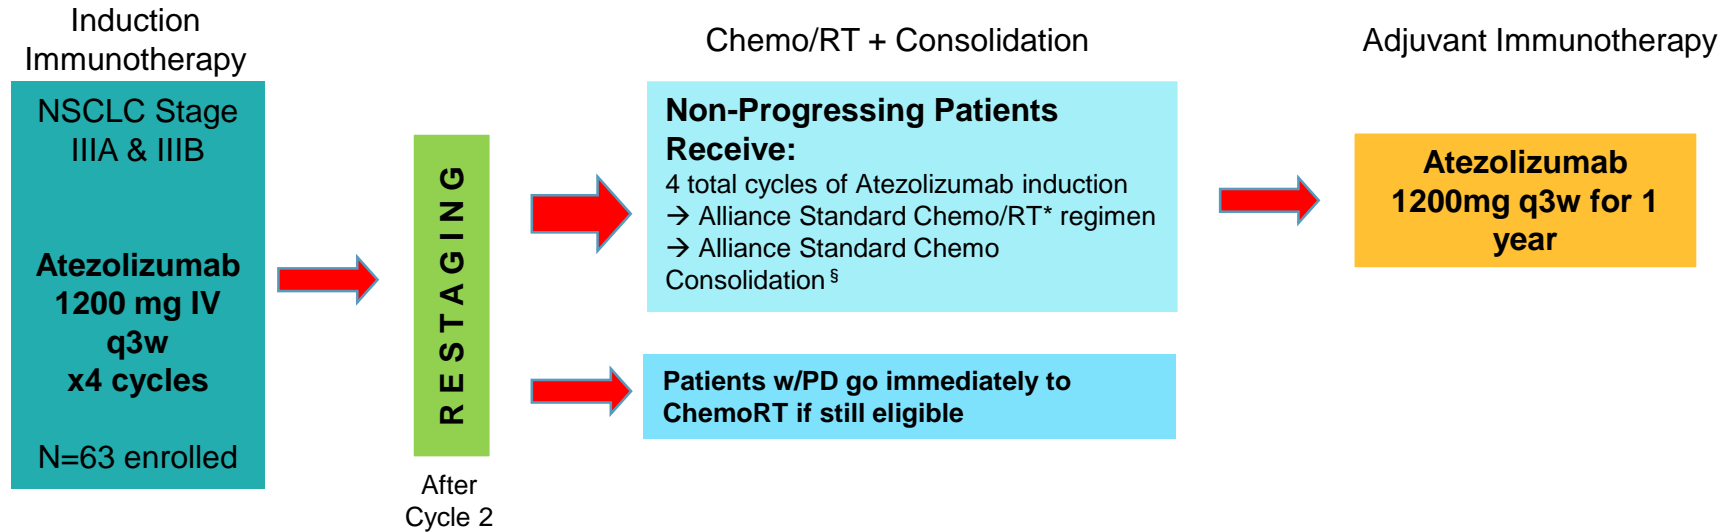 Induction
Immunotherapy
NSCLC Stage
IIIA & IIIB
Atezolizumab
1200 mg IV
q3w
x4 cycles
N=63 enrolled
RESTAGING
After
Cycle 2
Chemo/RT + Consolidation
Non-Progressing Patients
Receive:
4 total cycles of Atezolizumab induction
→ Alliance Standard Chemo/RT* regimen
→ Alliance Standard Chemo
Consolidation §
Patients w/PD go immediately to
ChemoRT if still eligible
Adjuvant Immunotherapy
Atezolizumab
1200mg q3w for 1
year